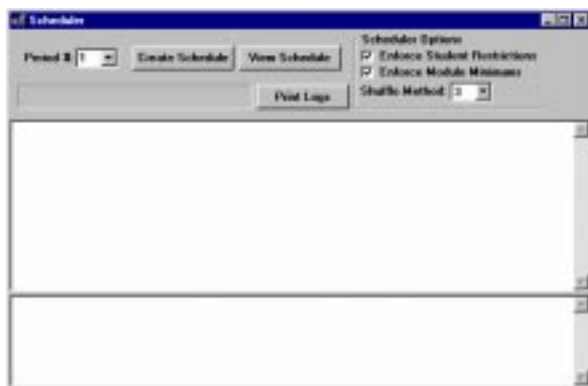 Scheduler
Period # 1 Create Schedule View Schedule
Print Logs
Scheduler Options
Enforce Student Restrictions
Enforce Module Minimums
Shuffle Method: 3